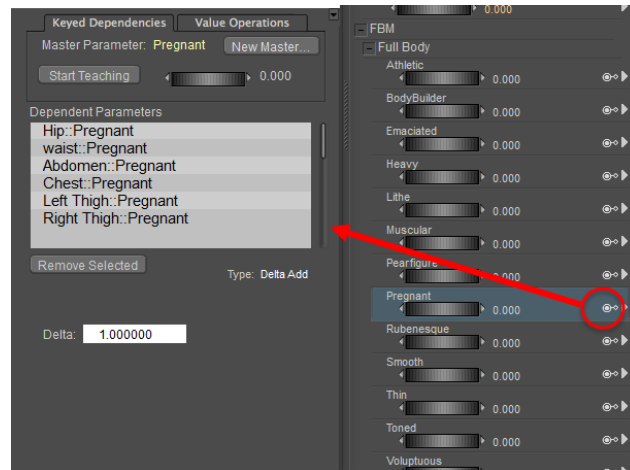 Keyed Dependencies
Value Operations
Master Parameter: Pregnant
New Master...
Start Teaching
0.000
Dependent Parameters
Hip::Pregnant
waist::Pregnant
Abdomen::Pregnant
Chest::Pregnant
Left Thigh::Pregnant
Right Thigh::Pregnant
Remove Selected
Type: Delta Add
Delta: 1.000000
0.000
FBM
Full Body
Athletic
0.000
BodyBuilder
0.000
Emaciated
0.000
Heavy
0.000
Lithe
0.000
Muscular
0.000
Pearfigure
0.000
Pregnant
0.000
Rubenesque
0.000
Smooth
0.000
Thin
0.000
Toned
0.000
Voluptuous